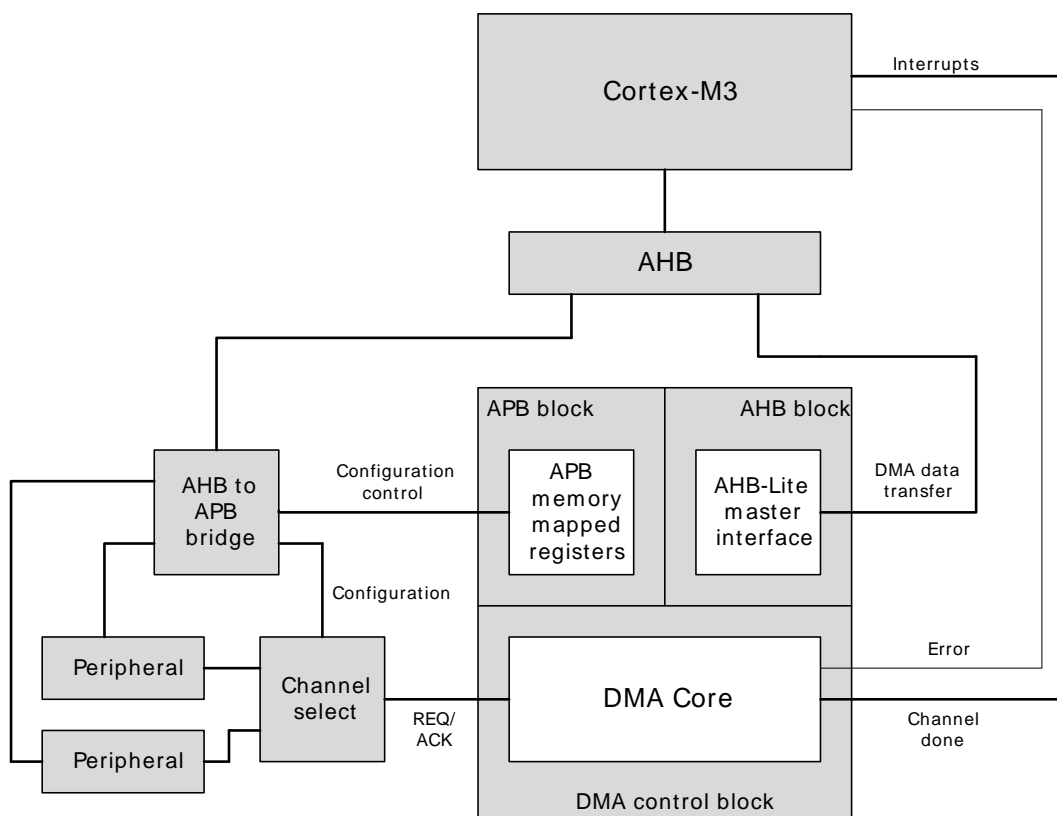 Cortex-M3
Interrupts
AHB
APB block
AHB block
AHB to
APB
bridge
Configuration
control
APB
memory
mapped
registers
AHB-Lite
master
interface
DMA data
transfer
Configuration
Peripheral
Channel
select
Peripheral
REQ/
ACK
DMA Core
Error
Channel
done
DMA control block